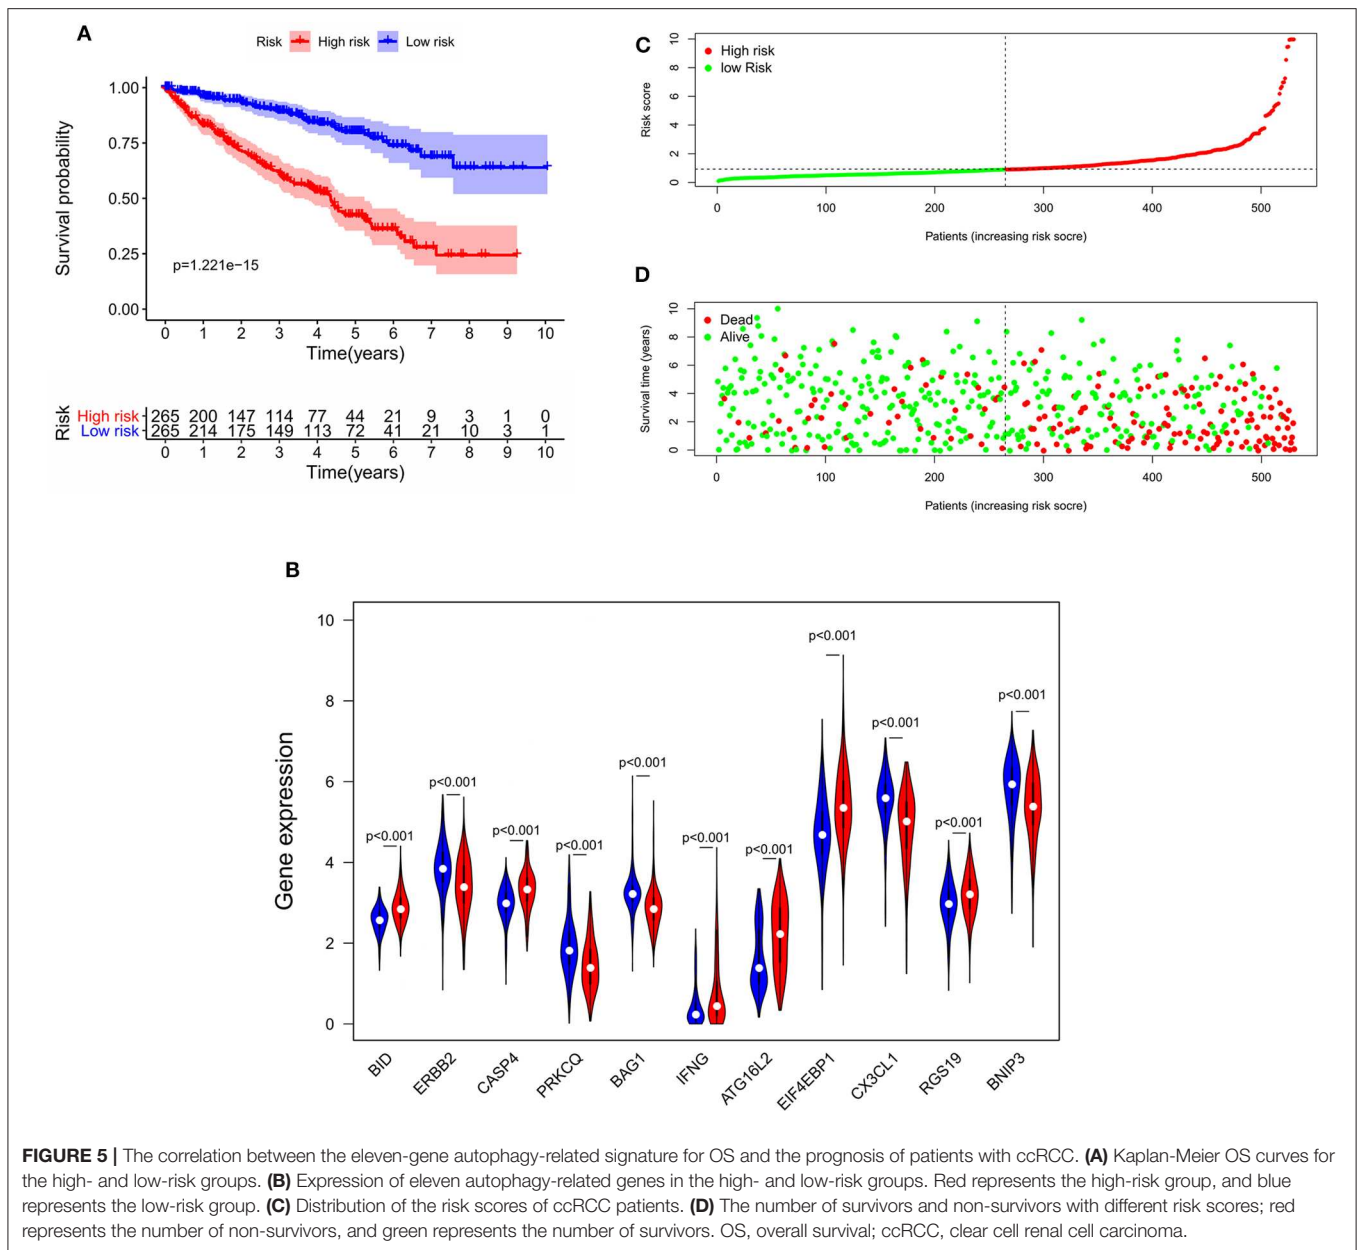 A
Risk High risk Low risk
Survival probability
1.00
0.75
0.50
0.25
0.00
p=1.221e−15
0 1 2 3 4 5 6 7 8 9 10
Time(years)
Risk
High risk 265 200 147 114 77 44 21 9 3 1 0
Low risk 265 214 175 149 113 72 41 21 10 3 1
0 1 2 3 4 5 6 7 8 9 10
Time(years)
C
Risk score
10
8
6
4
2
0
High risk
low Risk
0 100 200 300 400 500
Patients (increasing risk socre)
D
Survival time (years)
10
8
6
4
2
0
Dead
Alive
0 100 200 300 400 500
Patients (increasing risk socre)
B
Gene expression
10
8
6
4
2
0
p<0.001 p<0.001 p<0.001 p<0.001 p<0.001 p<0.001 p<0.001 p<0.001 p<0.001 p<0.001 p<0.001
BID ERBB2 CASP4 PRKCQ BAG1 IFNG ATG16L2 EIF4EBP1 CX3CL1 RGS19 BNIP3
FIGURE 5 | The correlation between the eleven-gene autophagy-related signature for OS and the prognosis of patients with ccRCC. (A) Kaplan-Meier OS curves for
the high- and low-risk groups. (B) Expression of eleven autophagy-related genes in the high- and low-risk groups. Red represents the high-risk group, and blue
represents the low-risk group. (C) Distribution of the risk scores of ccRCC patients. (D) The number of survivors and non-survivors with different risk scores; red
represents the number of non-survivors, and green represents the number of survivors. OS, overall survival; ccRCC, clear cell renal cell carcinoma.